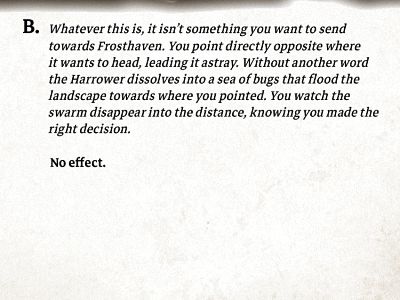 B. Whatever this is, it isn’t something you want to send
towards Frosthaven. You point directly opposite where
it wants to head, leading it astray. Without another word
the Harrower dissolves into a sea of bugs that flood the
landscape towards where you pointed. You watch the
swarm disappear into the distance, knowing you made the
right decision.
No effect.